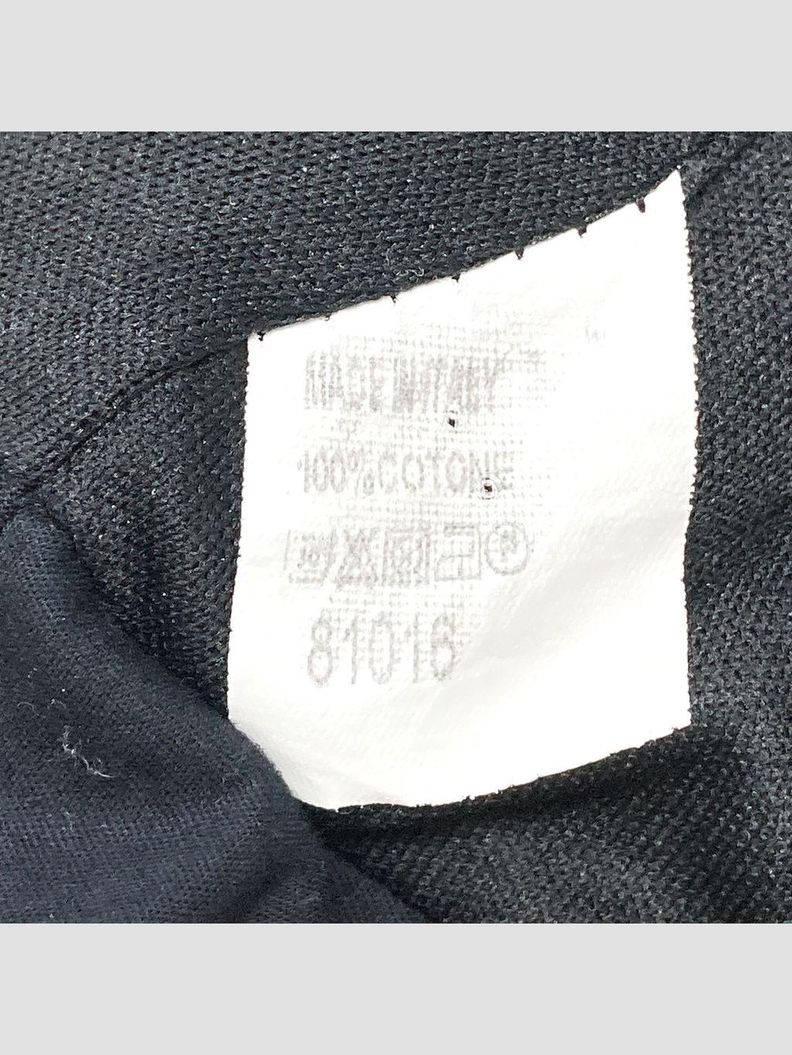 MADE IN ITALY
100% COTONE
81016